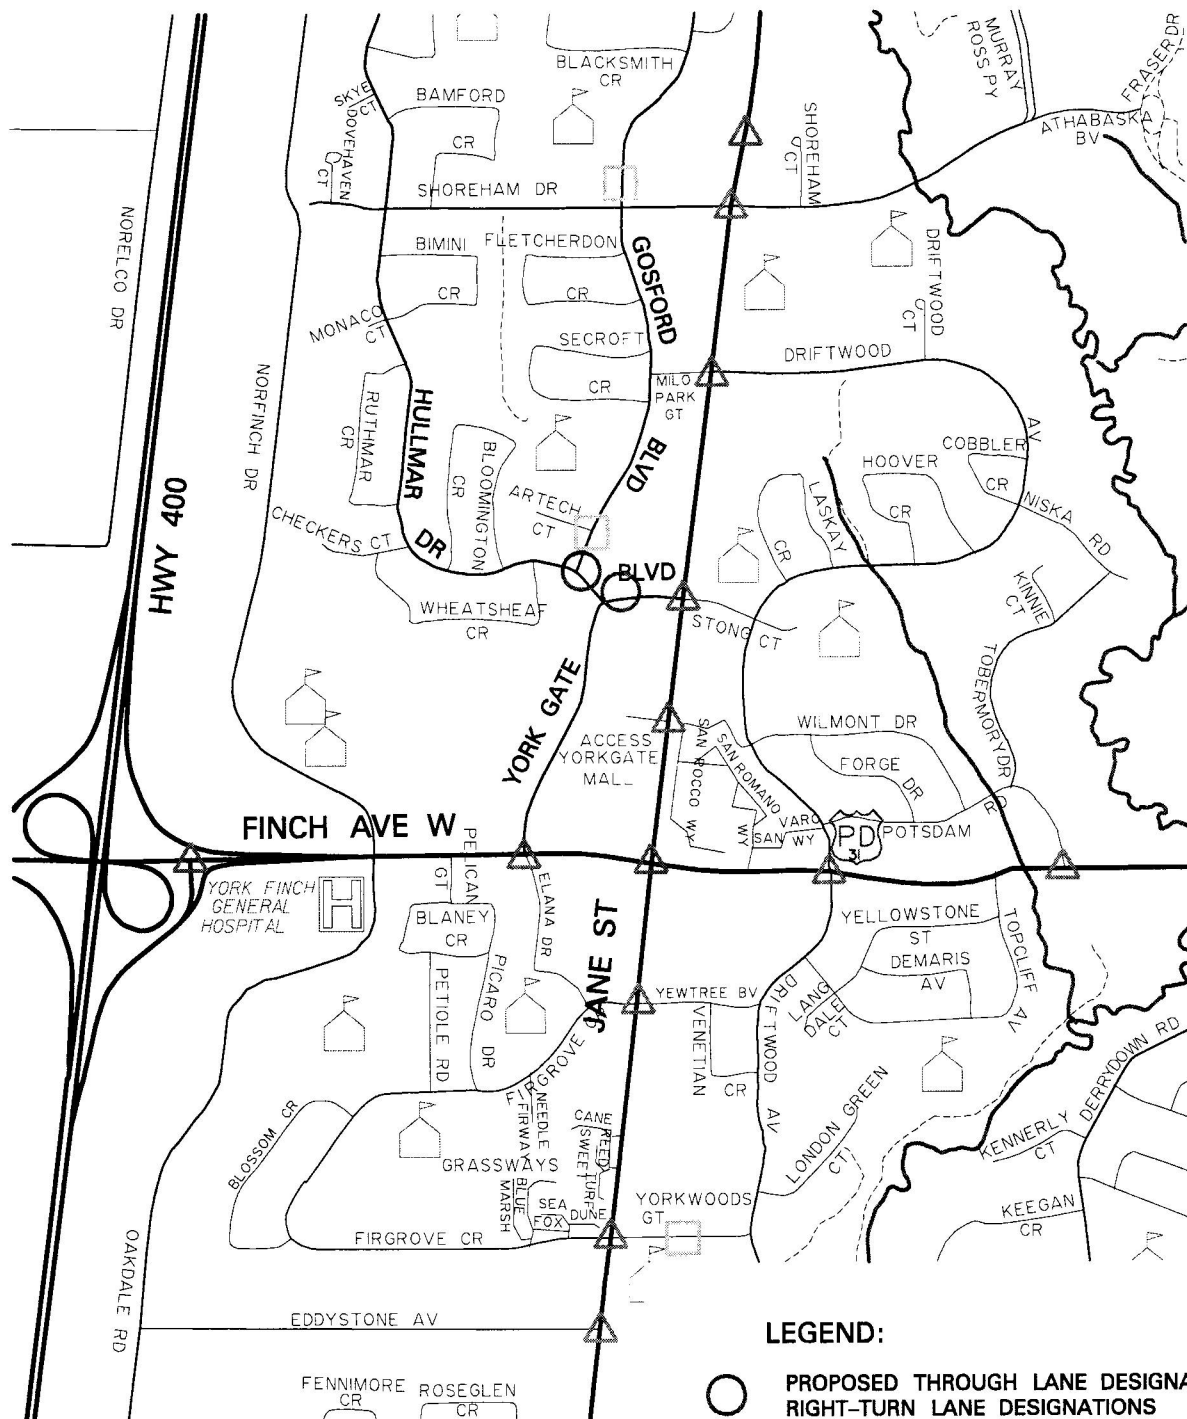 BLACKSMITH
CR
MURRAY
ROSS PY
FRASER DR
SKYE
CT
BAMFORD
CR
DOVEHAVEN
CT
SHOREHAM
CT
ATHABASKA
BV
SHOREHAM DR
NORELCO DR
BIMINI
CR
FLETCHERDON
CR
GOSFORD
BLVD
DRIFTWOOD
CT
MONACO
CT
SECROFT
CR
DRIFTWOOD
AV
MILO
PARK
GT
NORFINCH DR
RUTHMAR
CR
HULLMAR
DR
BLOOMINGTON
CR
ARTECH
CT
HOOVER
CR
COBBLER
CR
LASKAY
CR
NISKA RD
HWY 400
CHECKERS CT
BLVD
WHEATSHEAF
CR
STONG CT
KINNIE
CT
TOBERMORY DR
YORK GATE
ACCESS
YORKGATE
MALL
SAN ROCCO WY
SAN ROMANO
WY
WILMONT DR
FORGE
DR
SAN VARO
WY
PD
31
POTSDAM
RD
FINCH AVE W
YORK FINCH
GENERAL
HOSPITAL
H
PELICAN
GT
ELANA DR
BLANEY
CR
PETIOLE RD
PICARO DR
JANE ST
YELLOWSTONE
ST
DEMARIS
AV
TOPCLIFF AV
LANG
DALE
CT
YEWTREE BV
VENETIAN
CR
DRIFTWOOD AV
FIRGROVE CR
NEEDLE
FIRWAY
BLOSSOM CR
GRASSWAYS
CANE
REEDY
SWEET
TURF
BLUE
MARSH
SEA
FOX
DUNE
YORKWOODS
GT
LONDON GREEN
CT
KENNERLY
CT
DERRYDOWN RD
KEEGAN
CR
FIRGROVE CR
OAKDALE RD
EDDYSTONE AV
FENNIMORE
CR
ROSEGLEN
CR
LEGEND:
PROPOSED THROUGH LANE DESIGNA
RIGHT-TURN LANE DESIGNATIONS